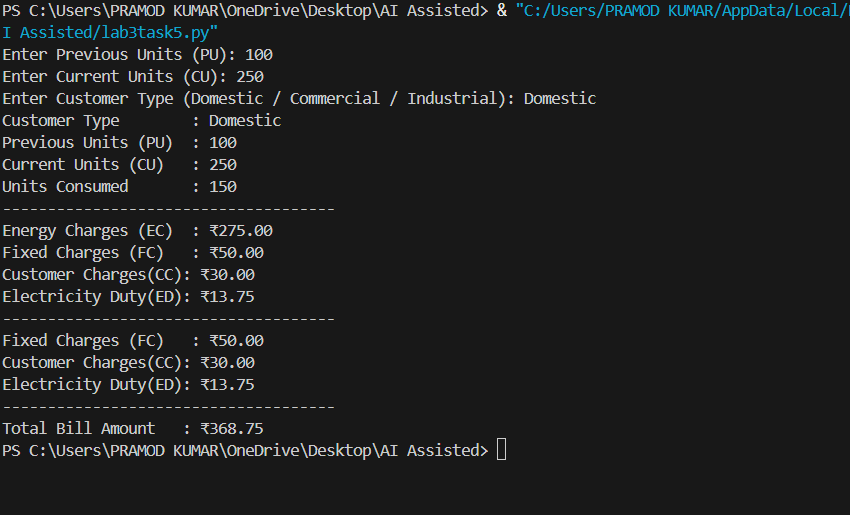 PS C:\Users\PRAMOD KUMAR\OneDrive\Desktop\AI Assisted> & "C:/Users/PRAMOD KUMAR/AppData/Local/
I Assisted/lab3task5.py"
Enter Previous Units (PU): 100
Enter Current Units (CU): 250
Enter Customer Type (Domestic / Commercial / Industrial): Domestic
Customer Type        : Domestic
Previous Units (PU)  : 100
Current Units (CU)   : 250
Units Consumed       : 150
-------------------------------------
Energy Charges (EC)  : ₹275.00
Fixed Charges (FC)   : ₹50.00
Customer Charges(CC): ₹30.00
Electricity Duty(ED): ₹13.75
-------------------------------------
Fixed Charges (FC)   : ₹50.00
Customer Charges(CC): ₹30.00
Electricity Duty(ED): ₹13.75
-------------------------------------
Total Bill Amount   : ₹368.75
PS C:\Users\PRAMOD KUMAR\OneDrive\Desktop\AI Assisted>